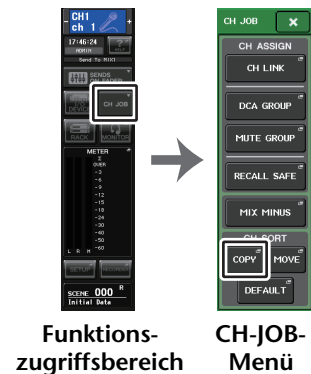 CH1
ch 1
- +
17:46:24
ADMIN
HELP
Send To MIX1
SENDS
ON FADER
CH JOB
RACK
MONITOR
METER
Σ
OVER
-3
-6
-9
-12
-15
-18
-24
-30
-40
-50
-60
L R M
SETUP
RECORDER
SCENE 000 R
Initial Data
Funktions-
zugriffsbereich
CH JOB ×
CH ASSIGN
CH LINK
DCA GROUP
MUTE GROUP
RECALL SAFE
MIX MINUS
CH SORT
COPY MOVE
DEFAULT
CH-JOB-
Menü